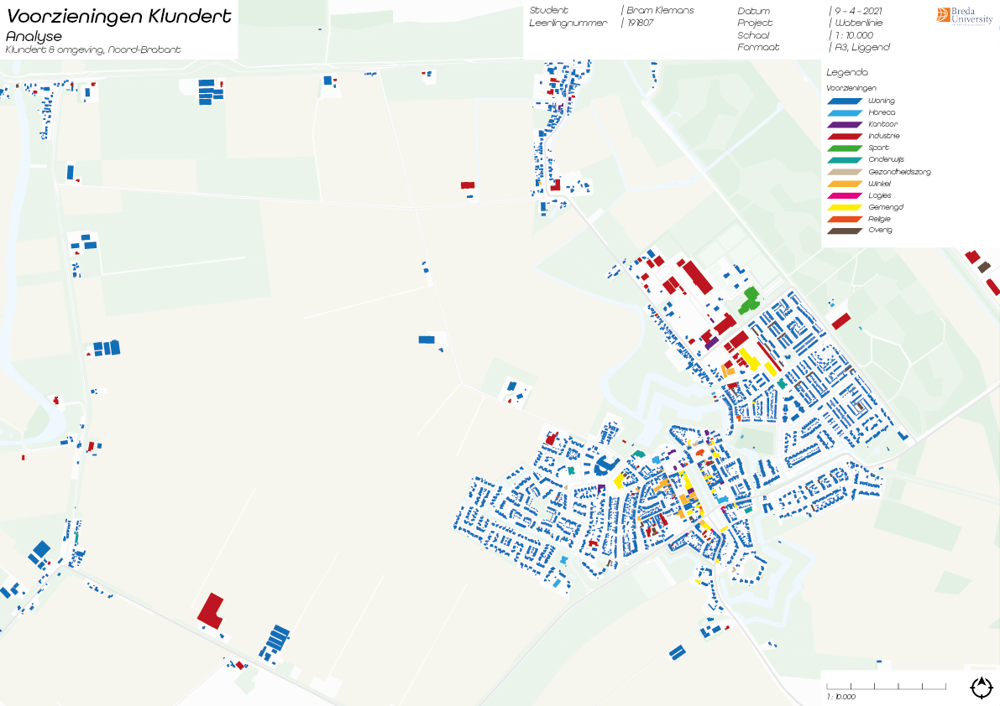 Voorzieningen Klundert
Analyse
Klundert & omgeving, Noord-Brabant
Student | Bram Klemans
Leerlingnummer | 191807
Datum | 9 - 4 - 2021
Project | Waterlinie
Schaal | 1 : 10.000
Formaat | A3, Liggend
Breda
University
Legenda
Voorzieningen
Woning
Horeca
Kantoor
Industrie
Sport
Onderwijs
Gezondheidszorg
Winkel
Logies
Gemengd
Religie
Overig
1 : 10.000